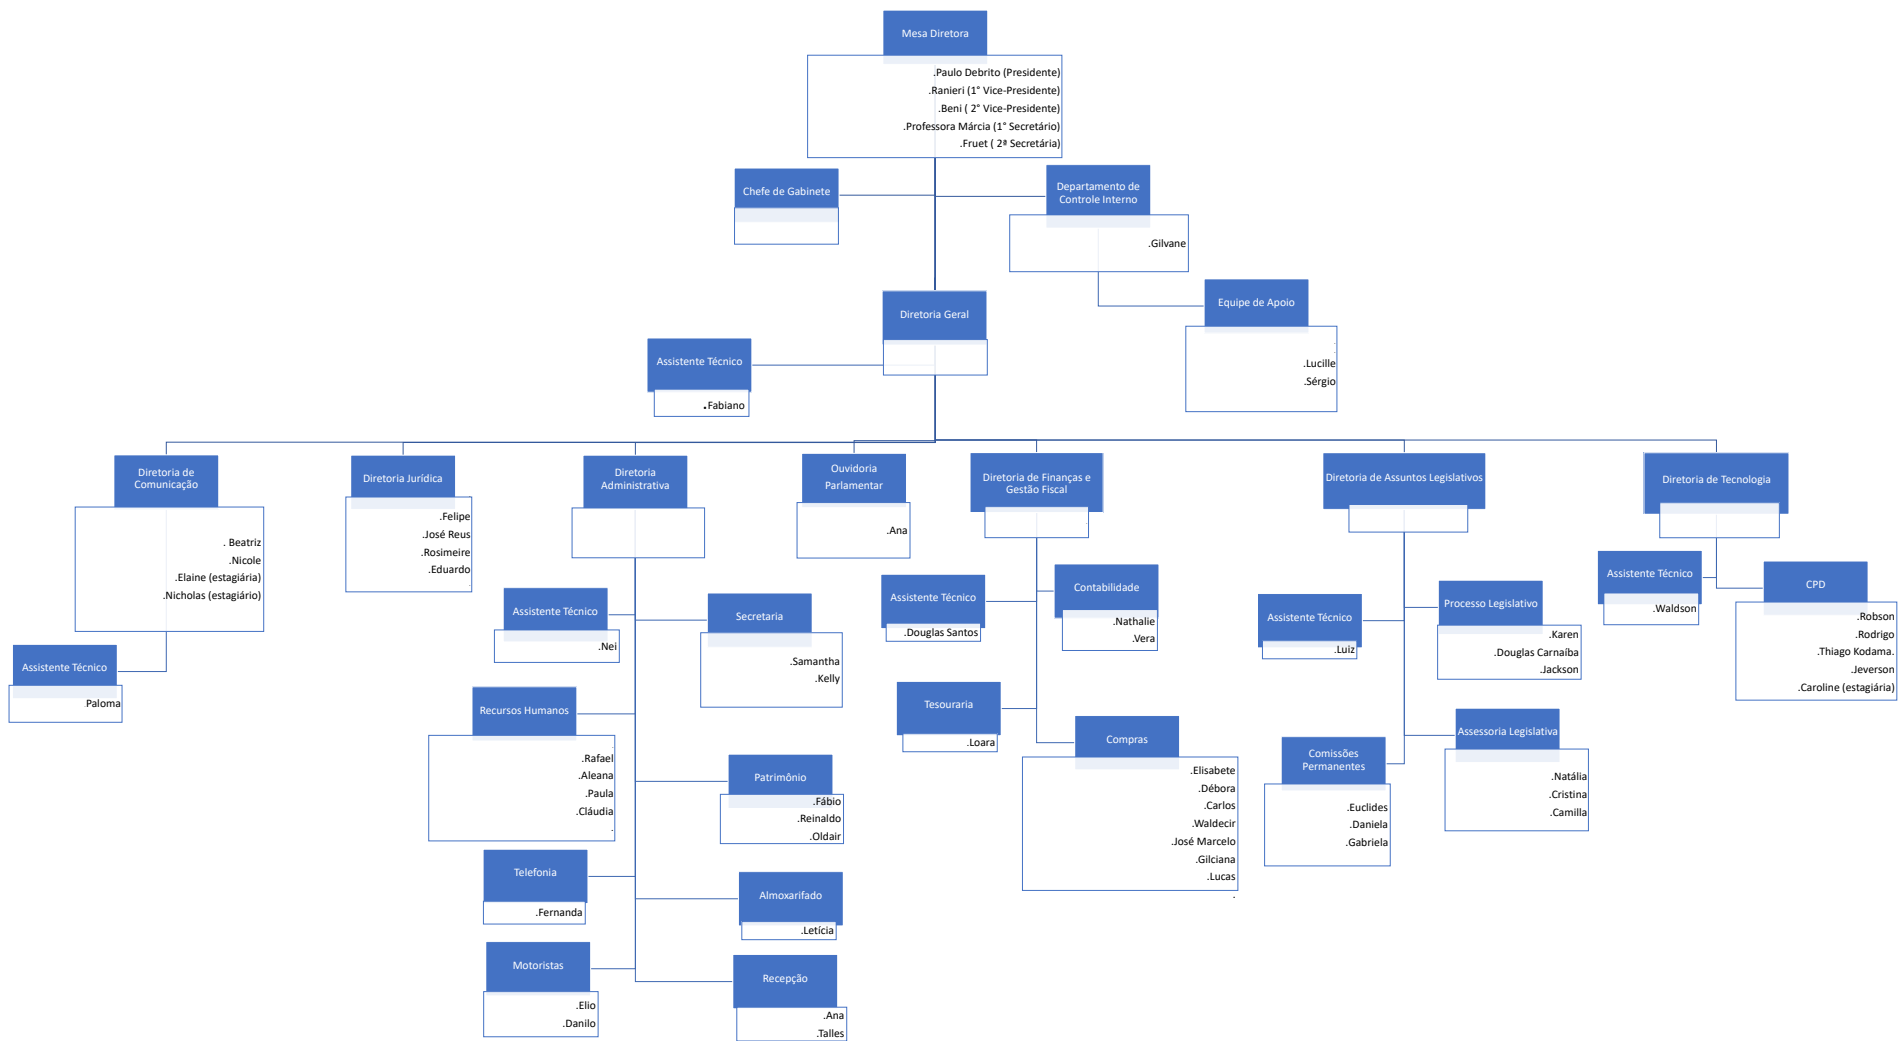 Mesa Diretora
.Paulo Debrito (Presidente)
.Ranieri (1° Vice-Presidente)
.Beni ( 2° Vice-Presidente)
.Professora Márcia (1° Secretário)
.Fruet ( 2ª Secretária)
Chefe de Gabinete
Departamento de
Controle Interno
.Gilvane
Equipe de Apoio
.
.Lucille
.Sérgio
Diretoria Geral
Assistente Técnico
.Fabiano
Diretoria de
Comunicação
. Beatriz
.Nicole
.Elaine (estagiária)
.Nicholas (estagiário)
Assistente Técnico
Paloma
Diretoria Jurídica
.Felipe
.José Reus
.Rosimeire
.Eduardo
.
Diretoria
Administrativa
Assistente Técnico
.Nei
Secretaria
.Samantha
.Kelly
Recursos Humanos
.Rafael
.Aleana
.Paula
.Cláudia
.
Patrimônio
.Fábio
.Reinaldo
.Oldair
Telefonia
.Fernanda
Almoxarifado
.Letícia
Motoristas
.Elio
.Danilo
Recepção
.Ana
.Talles
Ouvidoria
Parlamentar
.Ana
Diretoria de Finanças e
Gestão Fiscal
Assistente Técnico
.Douglas Santos
Contabilidade
.Nathalie
.Vera
Tesouraria
.Loara
Compras
.Elisabete
.Débora
.Carlos
.Waldecir
.José Marcelo
.Gilciana
.Lucas
.
Diretoria de Assuntos Legislativos
Assistente Técnico
.Luiz
Processo Legislativo
.Karen
.Douglas Carnaíba
.Jackson
Comissões
Permanentes
.Euclides
.Daniela
.Gabriela
Assessoria Legislativa
.Natália
.Cristina
.Camilla
Diretoria de Tecnologia
Assistente Técnico
.Waldson
CPD
.Robson
.Rodrigo
.Thiago Kodama.
.Jeverson
.Caroline (estagiária)